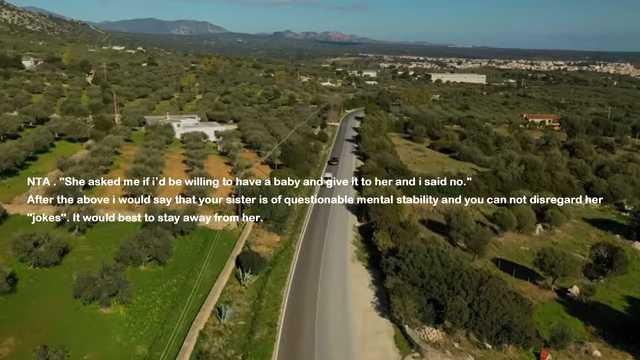 NTA . "She asked me if i'd be willing to have a baby and give it to her and i said no."
After the above i would say that your sister is of questionable mental stability and you can not disregard her
"jokes". It would best to stay away from her.